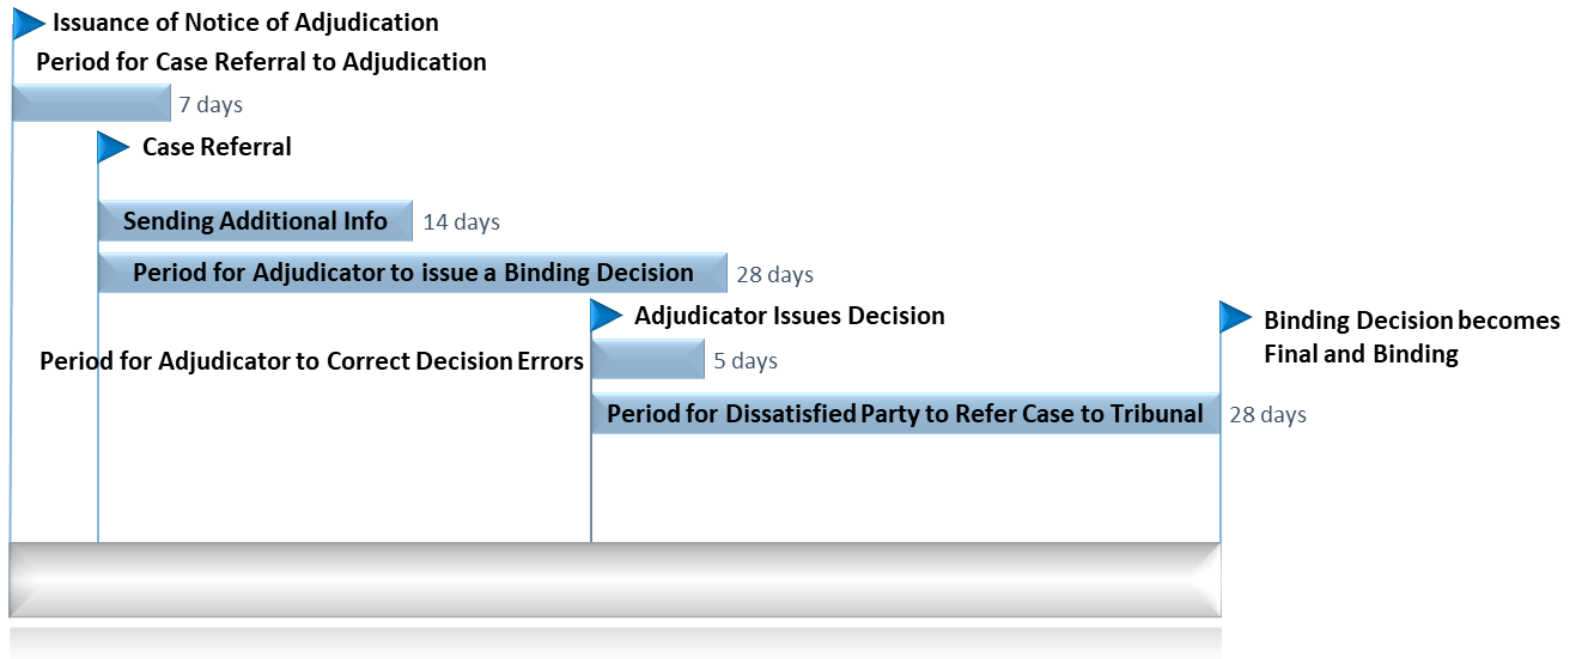 Issuance of Notice of Adjudication
Period for Case Referral to Adjudication
7 days
Case Referral
Sending Additional Info
14 days
Period for Adjudicator to issue a Binding Decision
28 days
Adjudicator Issues Decision
Binding Decision becomes
Final and Binding
Period for Adjudicator to Correct Decision Errors
5 days
Period for Dissatisfied Party to Refer Case to Tribunal
28 days